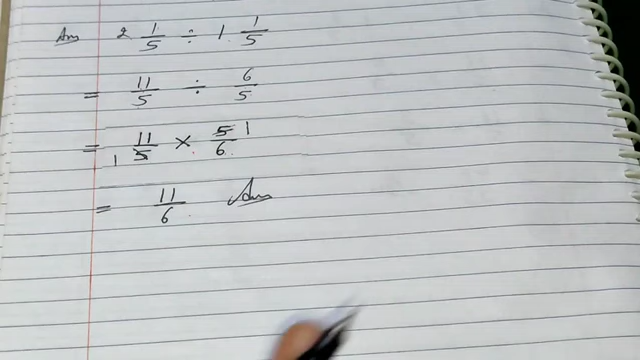 Ans 2 1/5 ÷ 1 1/5
= 11/5 ÷ 6/5
= 11/5 × 5/6 1 1
= 11/6 Ans